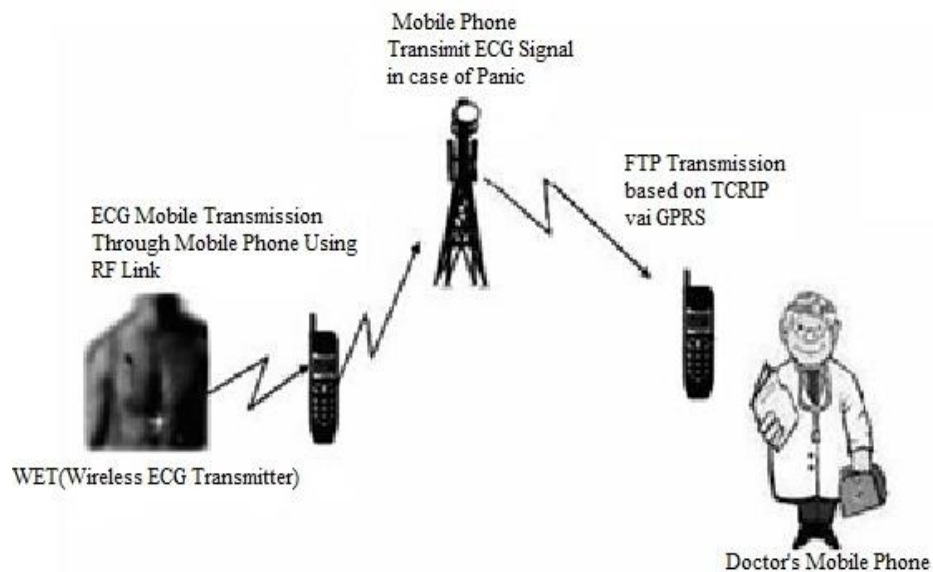 Mobile Phone
Transimit ECG Signal
in case of Panic
FTP Transmission
based on TCRIP
vai GPRS
ECG Mobile Transmission
Through Mobile Phone Using
RF Link
WET(Wireless ECG Transmitter)
Doctor's Mobile Phone